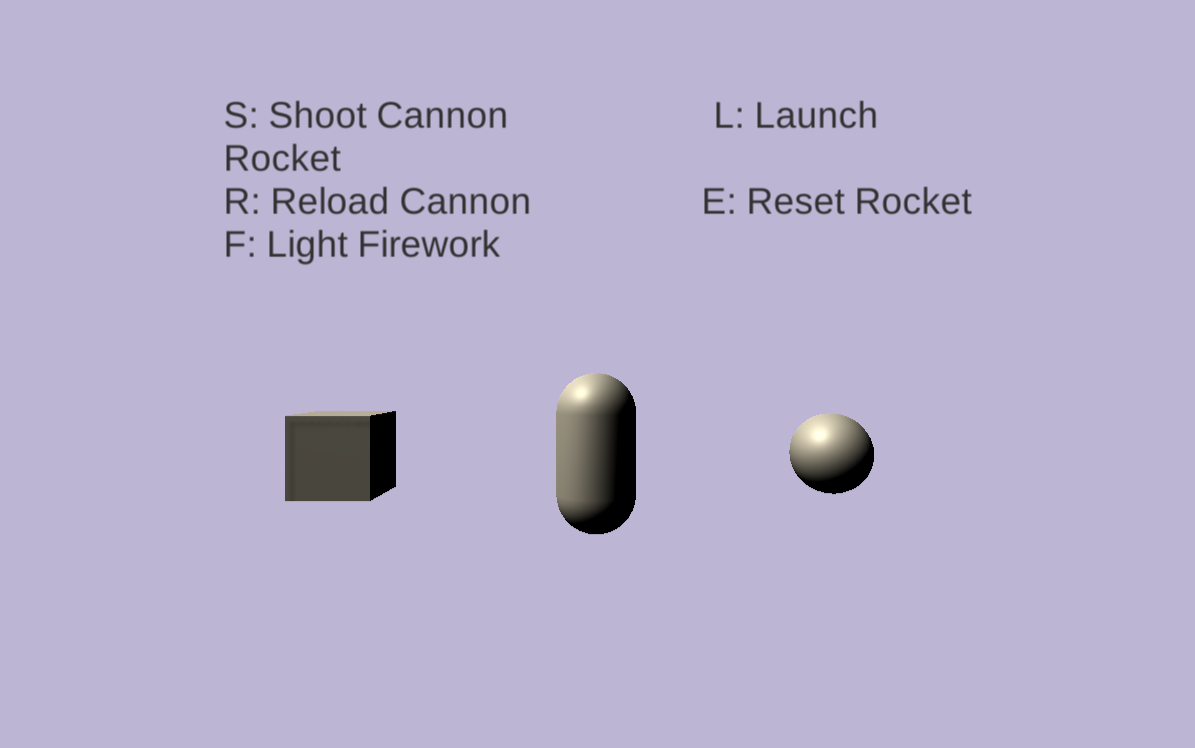 S: Shoot Cannon L: Launch
Rocket
R: Reload Cannon E: Reset Rocket
F: Light Firework